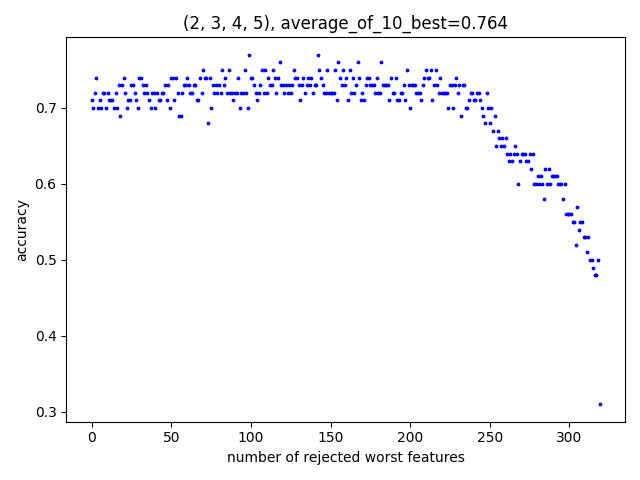 (2, 3, 4, 5), average_of_10_best=0.764
accuracy
0.7
0.6
0.5
0.4
0.3
0 50 100 150 200 250 300
number of rejected worst features